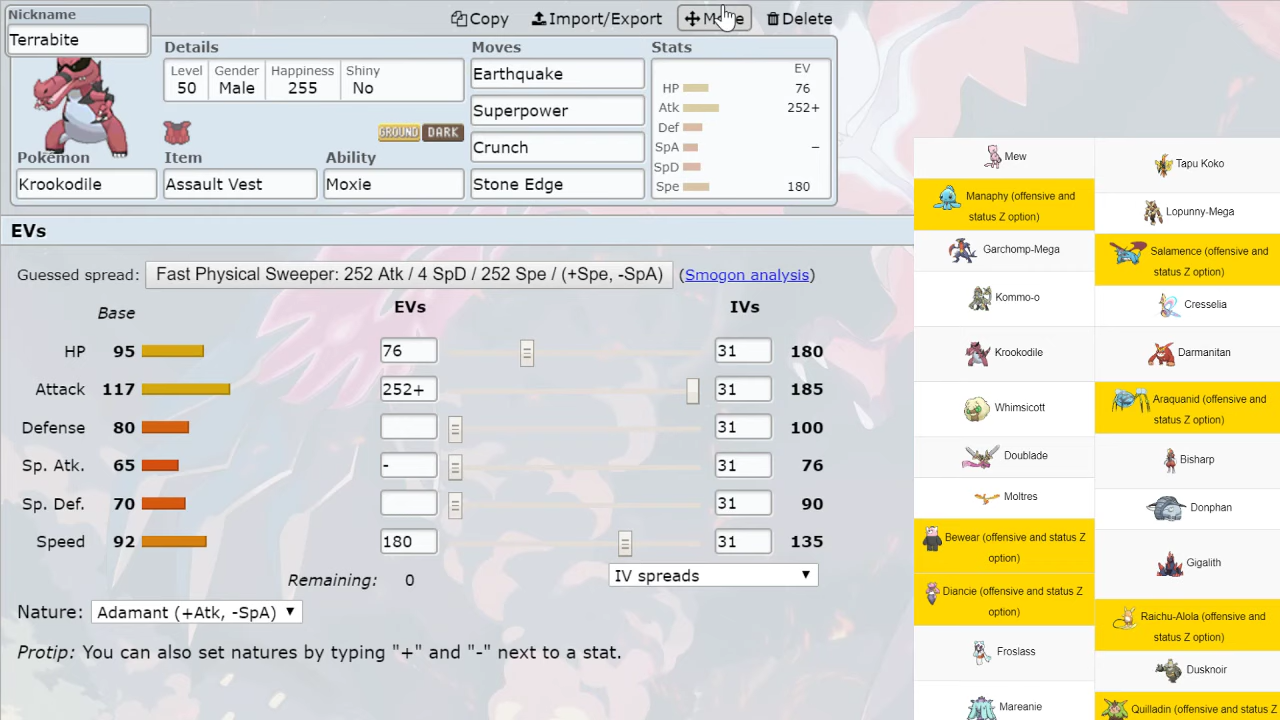 Nickname
Terrabite
Copy
Import/Export
Delete
Details
Level
50
Gender
Male
Happiness
255
Shiny
No
GROUND DARK
Pokémon
Krookodile
Item
Assault Vest
Ability
Moxie
Moves
Earthquake
Superpower
Crunch
Stone Edge
Stats
EV
HP 76
Atk 252+
Def
SpA –
SpD
Spe 180
EVs
Guessed spread: Fast Physical Sweeper: 252 Atk / 4 SpD / 252 Spe / (+Spe, -SpA) (Smogon analysis)
Base EVs IVs
HP 95 76 31 180
Attack 117 252+ 31 185
Defense 80 31 100
Sp. Atk. 65 - 31 76
Sp. Def. 70 31 90
Speed 92 180 31 135
Remaining: 0
IV spreads
Nature: Adamant (+Atk, -SpA)
Protip: You can also set natures by typing "+" and "-" next to a stat.
Mew
Manaphy (offensive and
status Z option)
Garchomp-Mega
Kommo-o
Krookodile
Whimsicott
Doublade
Moltres
Bewear (offensive and status Z
option)
Diancie (offensive and status Z
option)
Froslass
Mareanie
Tapu Koko
Lopunny-Mega
Salamence (offensive and
status Z option)
Cresselia
Darmanitan
Araquanid (offensive and
status Z option)
Bisharp
Donphan
Gigalith
Raichu-Alola (offensive and
status Z option)
Dusknoir
Quilladin (offensive and status Z